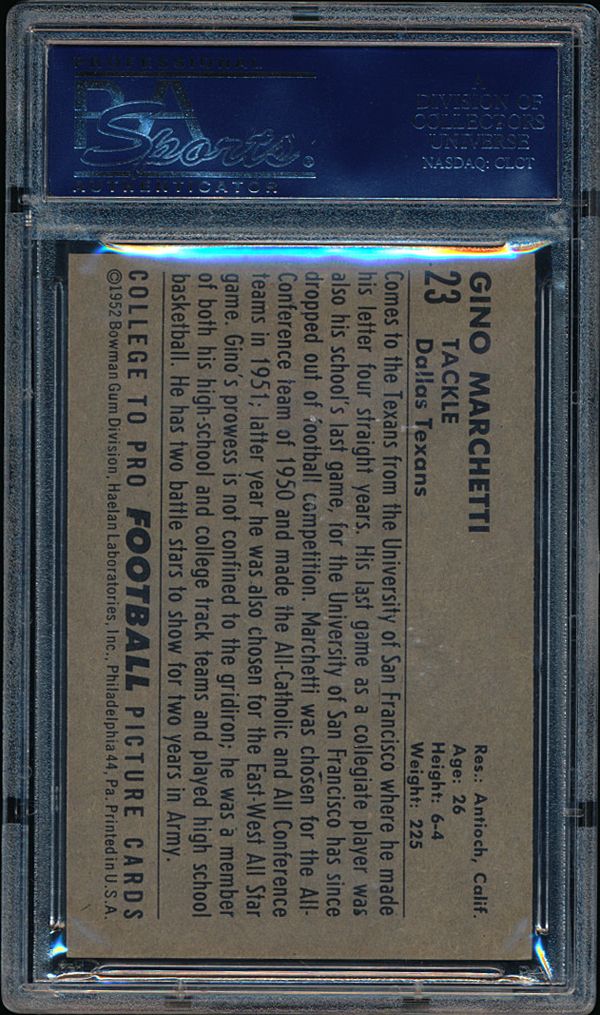 PROFESSIONAL
PSA
Sports®
AUTHENTICATOR
A
DIVISION OF
COLLECTORS
UNIVERSE
NASDAQ: CLCT
GINO MARCHETTI
23 TACKLE
Dallas Texans
Res.: Antioch, Calif.
Age: 26
Height: 6-4
Weight: 225
Comes to the Texans from the University of San Francisco where he made
his letter four straight years. His last game as a collegiate player was
also his school's last game, for the University of San Francisco has since
dropped out of football competition. Marchetti was chosen for the All-
Conference team of 1950 and made the All-Catholic and All Conference
teams in 1951; latter year he was also chosen for the East-West All Star
game. Gino's prowess is not confined to the gridiron; he was a member
of both his high-school and college track teams and played high school
basketball. He has two battle stars to show for two years in Army.
COLLEGE TO PRO FOOTBALL PICTURE CARDS
©1952 Bowman Gum Division, Haelan Laboratories, Inc., Philadelphia 44, Pa. Printed in U.S.A.